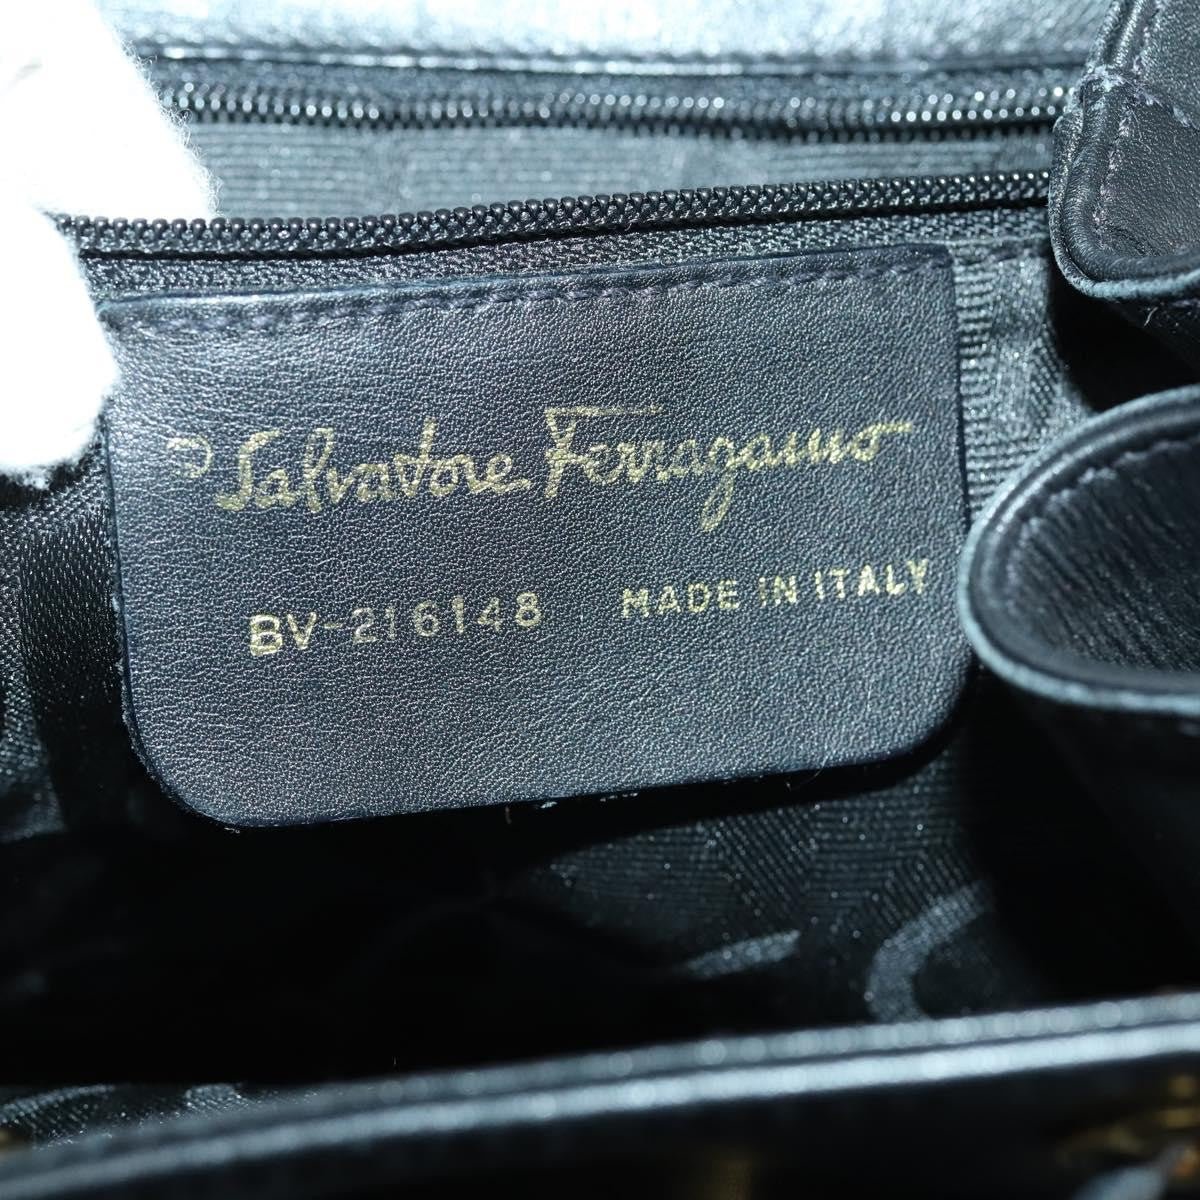 Salvatore Ferragamo
BV-216148 MADE IN ITALY